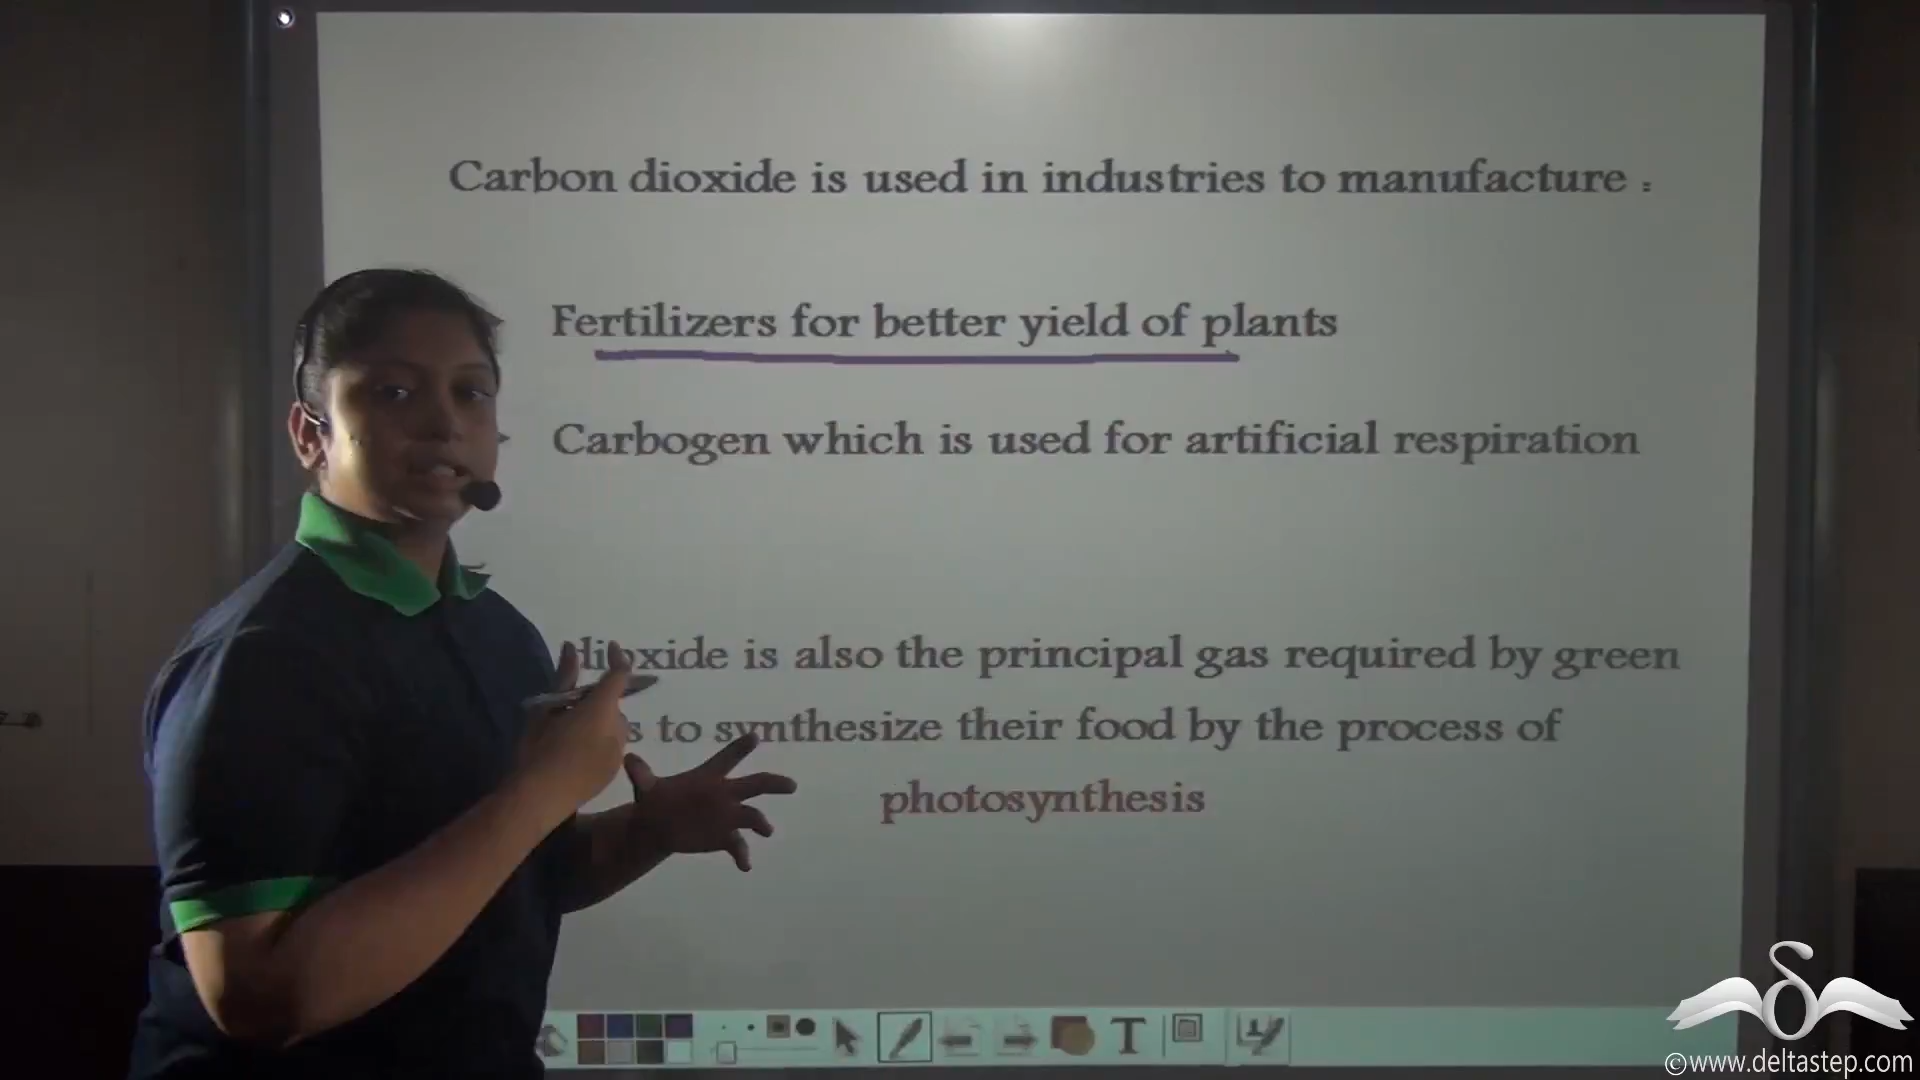 Carbon dioxide is used in industries to manufacture :
Fertilizers for better yield of plants
Carbogen which is used for artificial respiration
dioxide is also the principal gas required by green
s to synthesize their food by the process of
photosynthesis
T
©www.deltastep.com